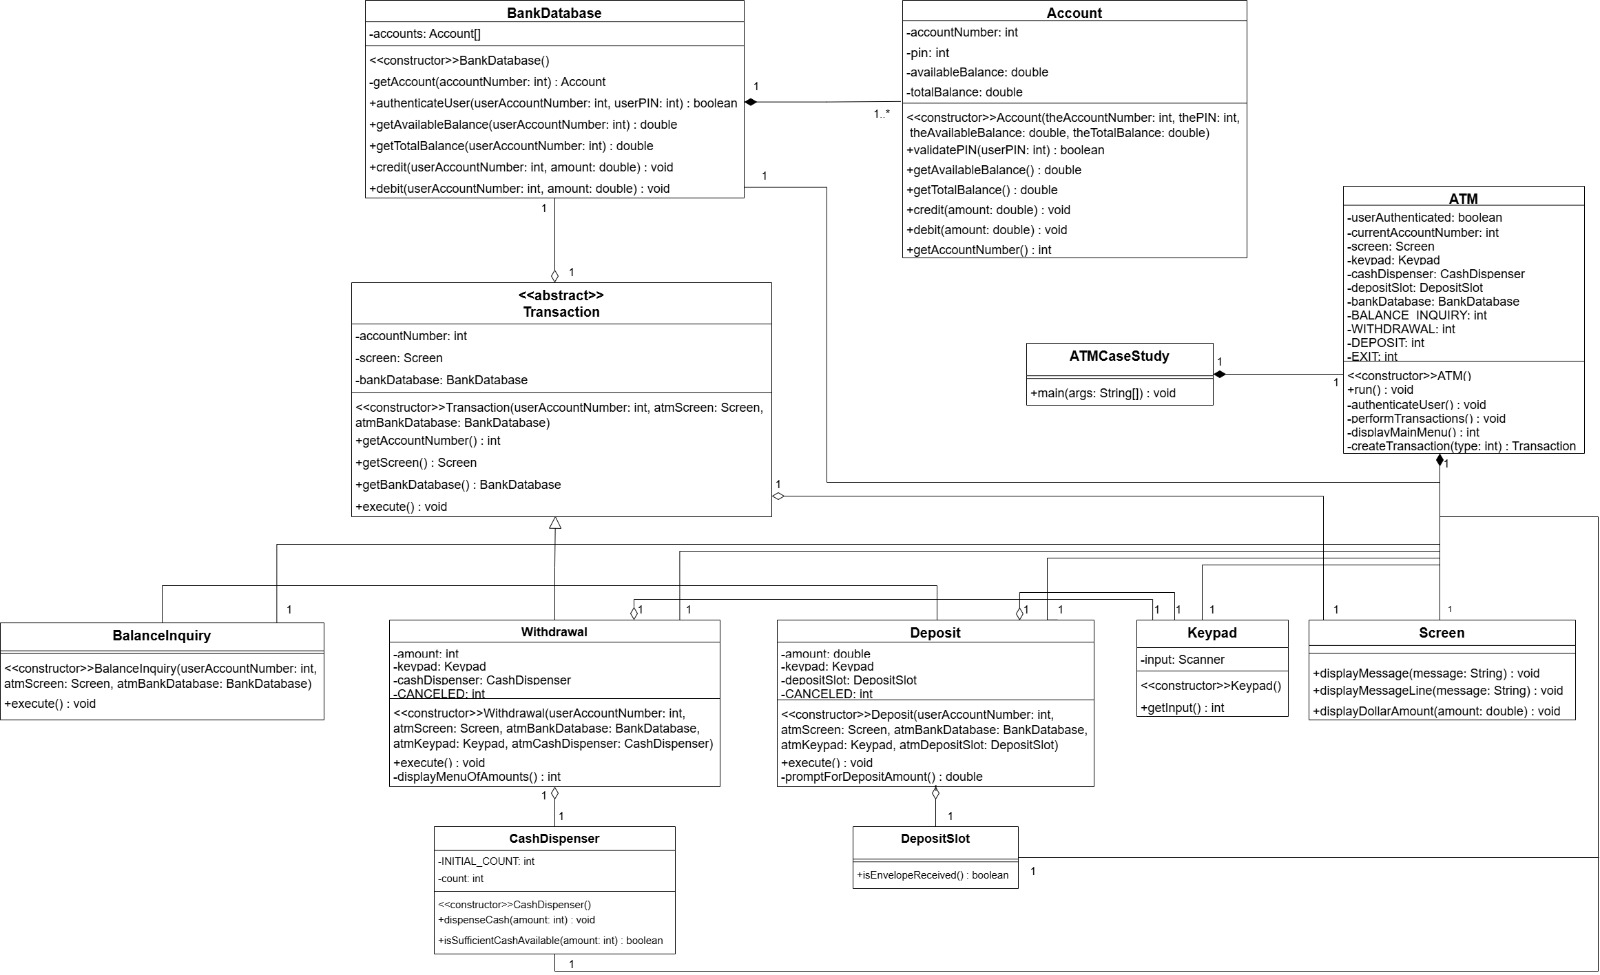 BankDatabase
-accounts: Account[]
<<constructor>>BankDatabase()
-getAccount(accountNumber: int) : Account
+authenticateUser(userAccountNumber: int, userPIN: int) : boolean
+getAvailableBalance(userAccountNumber: int) : double
+getTotalBalance(userAccountNumber: int) : double
+credit(userAccountNumber: int, amount: double) : void
+debit(userAccountNumber: int, amount: double) : void
1
1..*
1
1
1
Account
-accountNumber: int
-pin: int
-availableBalance: double
-totalBalance: double
<<constructor>>Account(theAccountNumber: int, thePIN: int,
theAvailableBalance: double, theTotalBalance: double)
+validatePIN(userPIN: int) : boolean
+getAvailableBalance() : double
+getTotalBalance() : double
+credit(amount: double) : void
+debit(amount: double) : void
+getAccountNumber() : int
ATM
-userAuthenticated: boolean
-currentAccountNumber: int
-screen: Screen
-keypad: Keypad
-cashDispenser: CashDispenser
-depositSlot: DepositSlot
-bankDatabase: BankDatabase
-BALANCE_INQUIRY: int
-WITHDRAWAL: int
-DEPOSIT: int
-EXIT: int
<<constructor>>ATM()
+run() : void
-authenticateUser() : void
-performTransactions() : void
-displayMainMenu() : int
-createTransaction(type: int) : Transaction
1
ATMCaseStudy
+main(args: String[]) : void
1
1
<<abstract>>
Transaction
-accountNumber: int
-screen: Screen
-bankDatabase: BankDatabase
<<constructor>>Transaction(userAccountNumber: int, atmScreen: Screen,
atmBankDatabase: BankDatabase)
+getAccountNumber() : int
+getScreen() : Screen
+getBankDatabase() : BankDatabase
+execute() : void
1
1
1
1
1
1
1
1
1
1
1
BalanceInquiry
<<constructor>>BalanceInquiry(userAccountNumber: int,
atmScreen: Screen, atmBankDatabase: BankDatabase)
+execute() : void
Withdrawal
-amount: int
-keypad: Keypad
-cashDispenser: CashDispenser
-CANCELED: int
<<constructor>>Withdrawal(userAccountNumber: int,
atmScreen: Screen, atmBankDatabase: BankDatabase,
atmKeypad: Keypad, atmCashDispenser: CashDispenser)
+execute() : void
-displayMenuOfAmounts() : int
Deposit
-amount: double
-keypad: Keypad
-depositSlot: DepositSlot
-CANCELED: int
<<constructor>>Deposit(userAccountNumber: int,
atmScreen: Screen, atmBankDatabase: BankDatabase,
atmKeypad: Keypad, atmDepositSlot: DepositSlot)
+execute() : void
-promptForDepositAmount() : double
Keypad
-input: Scanner
<<constructor>>Keypad()
+getInput() : int
Screen
+displayMessage(message: String) : void
+displayMessageLine(message: String) : void
+displayDollarAmount(amount: double) : void
1
1
1
CashDispenser
-INITIAL_COUNT: int
-count: int
<<constructor>>CashDispenser()
+dispenseCash(amount: int) : void
+isSufficientCashAvailable(amount: int) : boolean
1
DepositSlot
+isEnvelopeReceived() : boolean
1